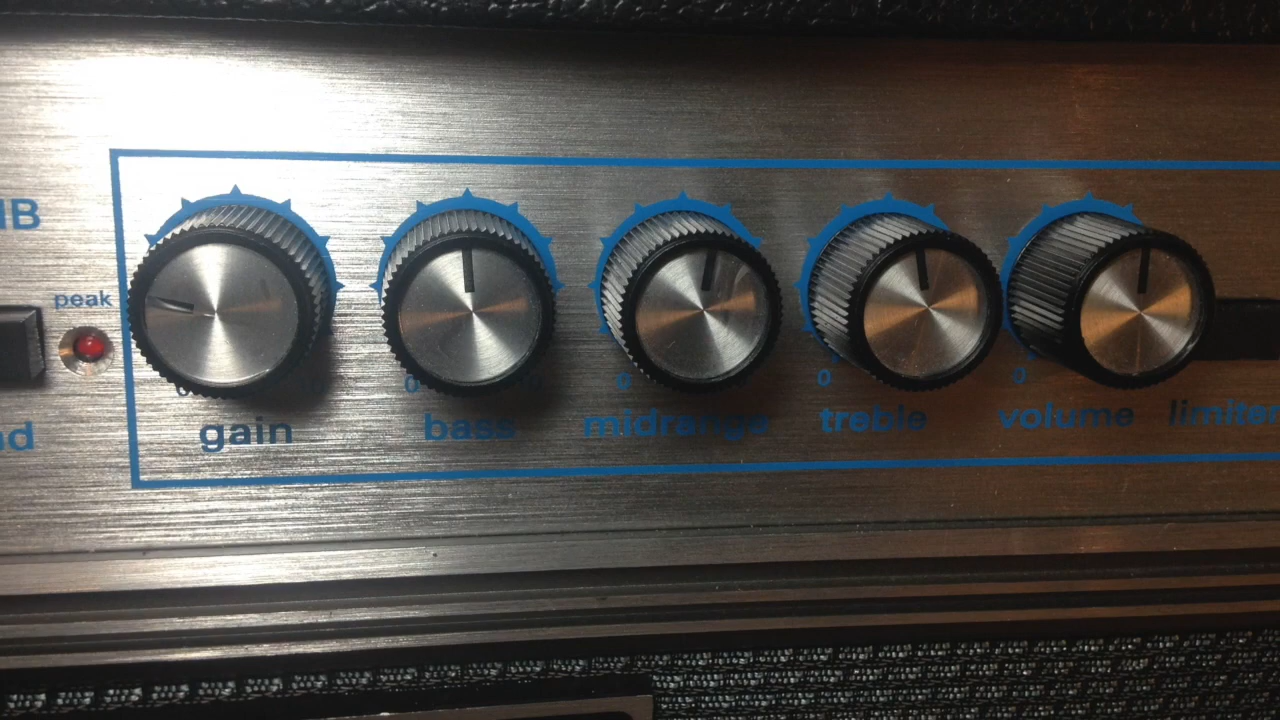 peak
0
0
0
0
gain
bass
midrange
treble
volume
limiter